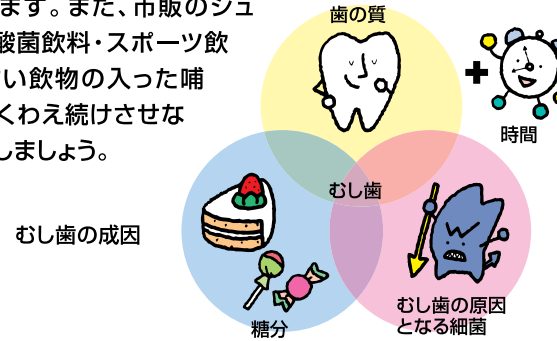 ます。また、市販のジュ
酸菌飲料・スポーツ飲
い飲物の入った哺
くわえ続けさせな
しましょう。
歯の質
時間
むし歯
むし歯の成因
糖分
むし歯の原因
となる細菌